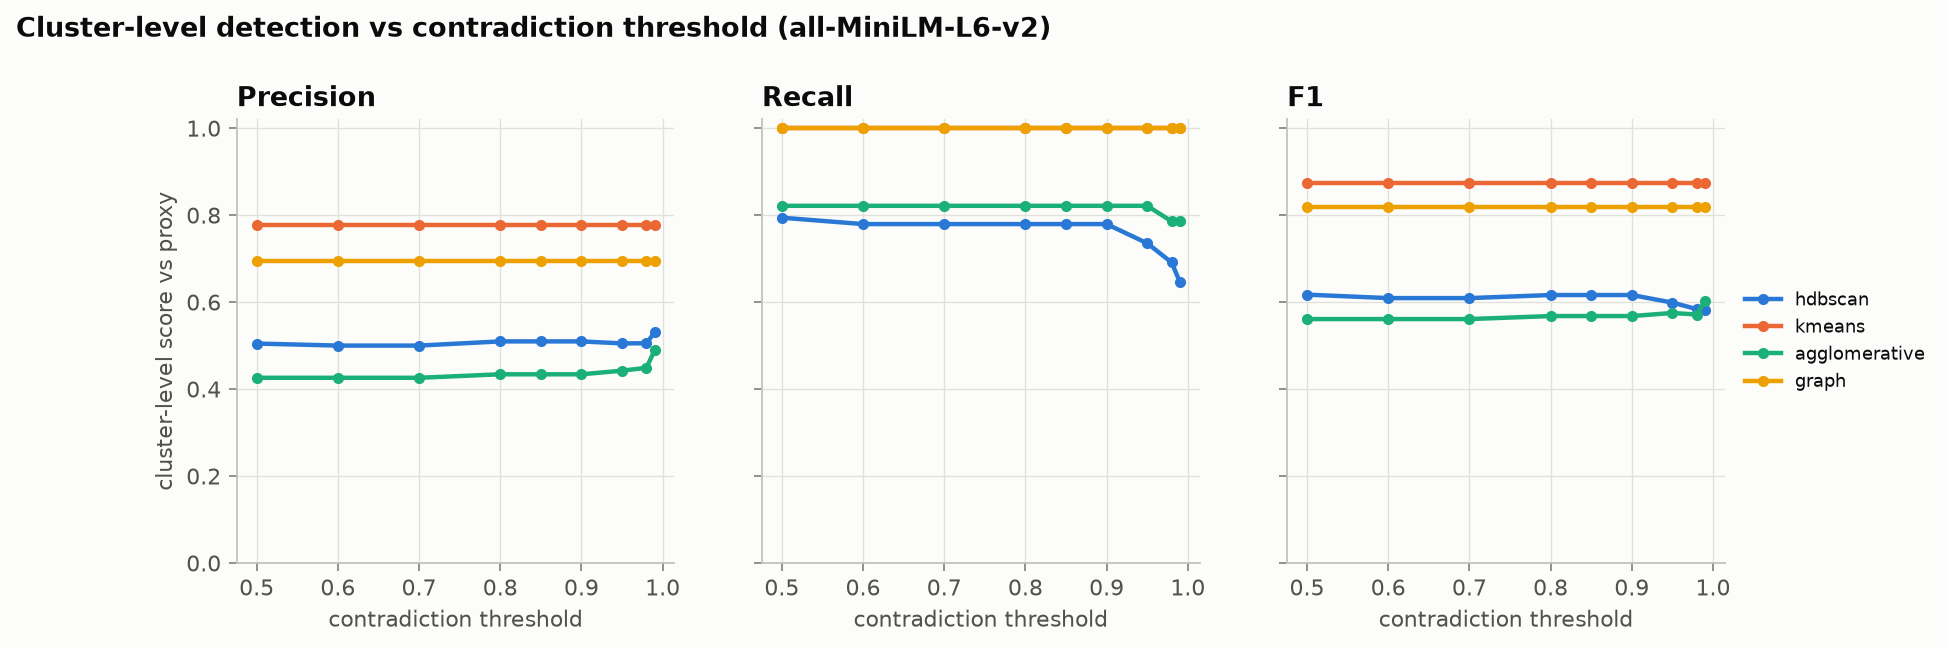 Cluster-level detection vs contradiction threshold (all-MiniLM-L6-v2)
Precision
Recall
F1
cluster-level score vs proxy
1.0
0.8
0.6
0.4
0.2
0.0
0.5 0.6 0.7 0.8 0.9 1.0
0.5 0.6 0.7 0.8 0.9 1.0
0.5 0.6 0.7 0.8 0.9 1.0
contradiction threshold
contradiction threshold
contradiction threshold
hdbscan
kmeans
agglomerative
graph